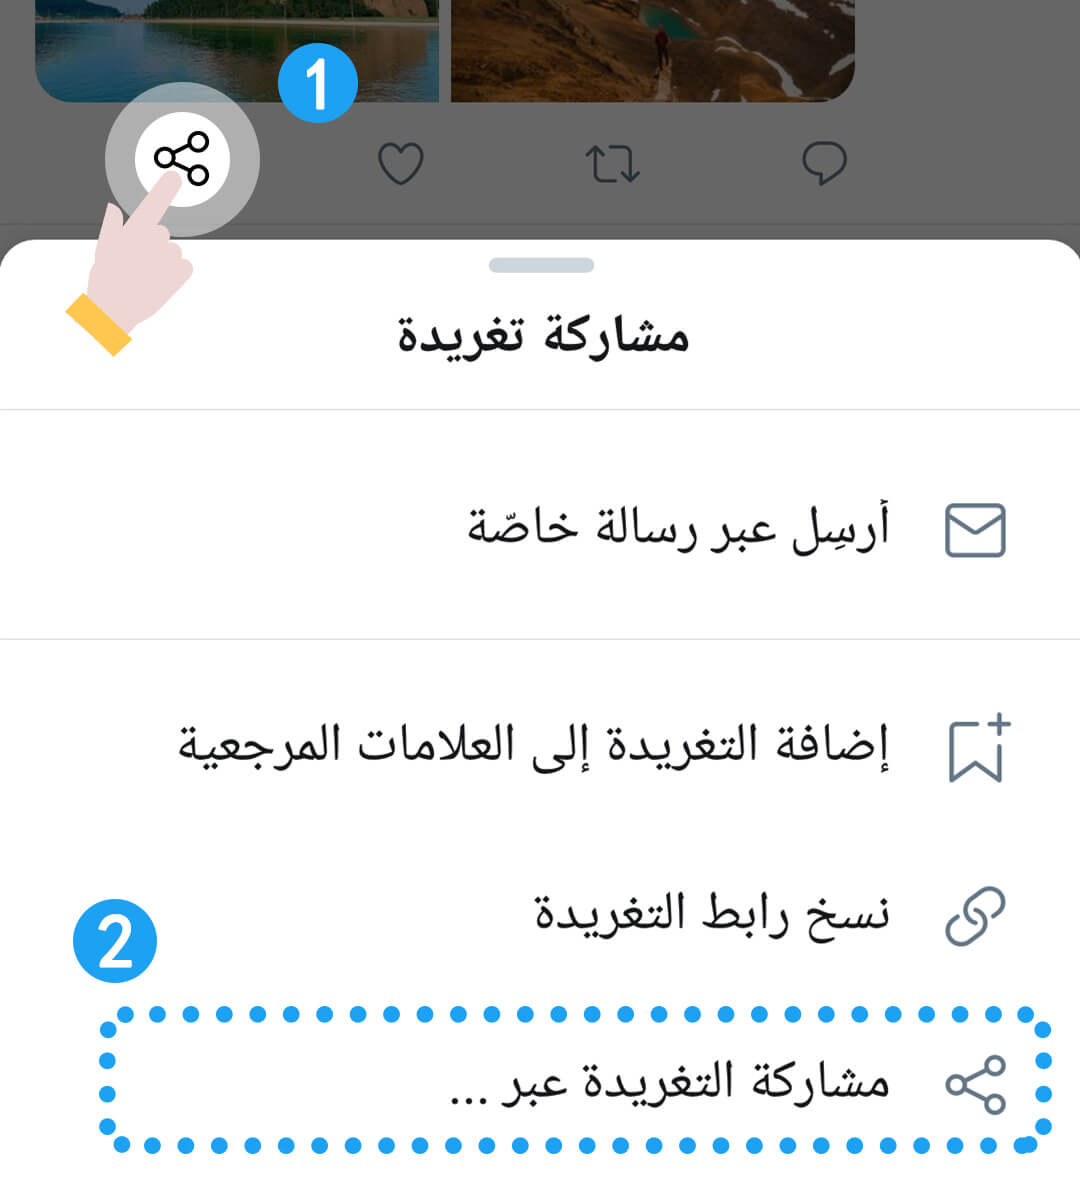 1
مشاركة تغريدة
أرسِل عبر رسالة خاصّة
إضافة التغريدة إلى العلامات المرجعية
نسخ رابط التغريدة
2
مشاركة التغريدة عبر ...